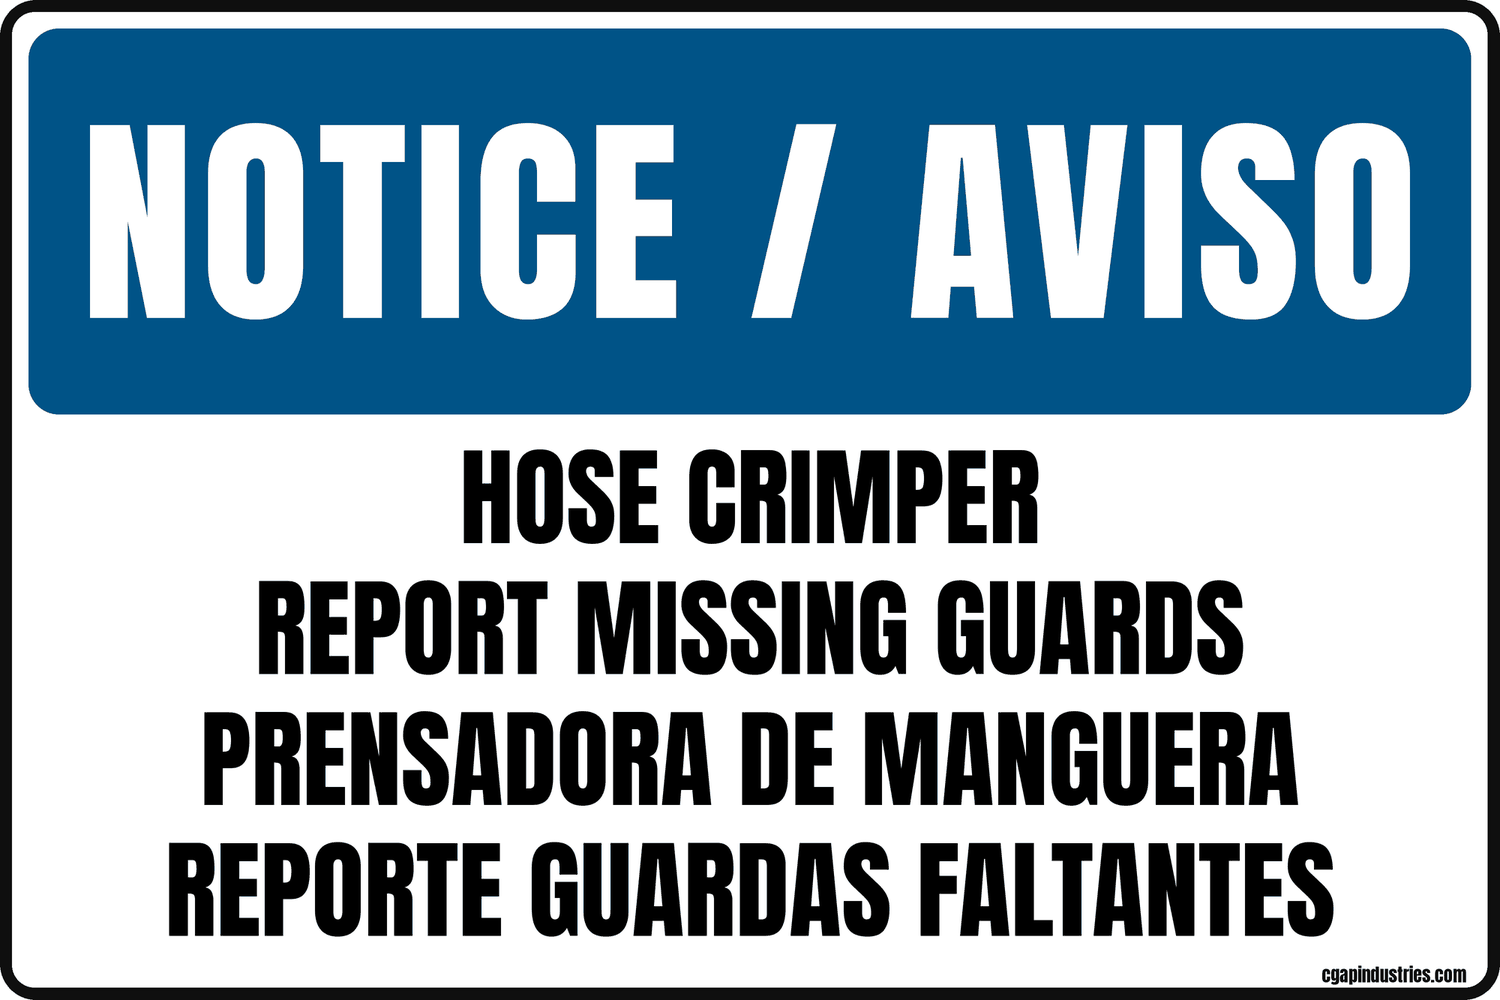 NOTICE / AVISO
HOSE CRIMPER
REPORT MISSING GUARDS
PRENSADORA DE MANGUERA
REPORTE GUARDAS FALTANTES
cgapindustries.com